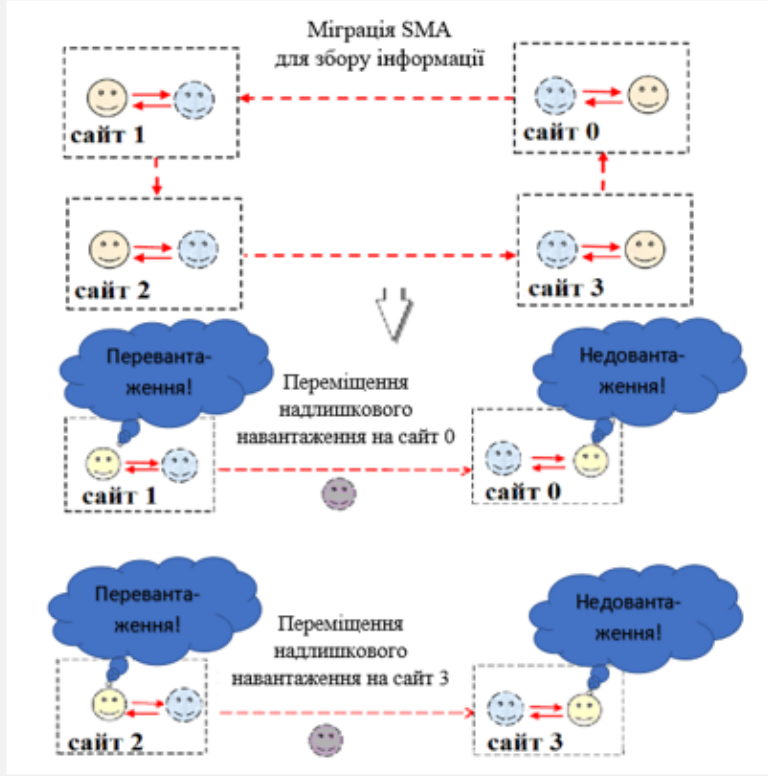 Міграція SMA
для збору інформації
сайт 1
сайт 0
сайт 2
сайт 3
Перевանта-
ження!
Недованта-
ження!
Переміщення
надлишкового
навантаження на сайт 0
сайт 1
сайт 0
Перевანта-
ження!
Недованта-
ження!
Переміщення
надлишкового
навантаження на сайт 3
сайт 2
сайт 3